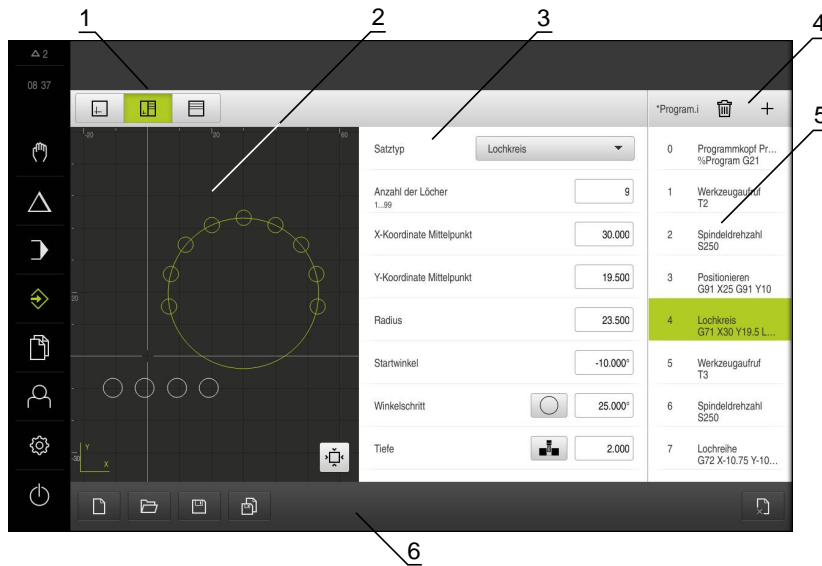 1
2
3
4
5
6
2
08 37
*Program.i
-20
20
60
20
-30
Y
X
Satztyp
Lochkreis
Anzahl der Löcher
1...99
9
X-Koordinate Mittelpunkt
30.000
Y-Koordinate Mittelpunkt
19.500
Radius
23.500
Startwinkel
-10.000°
Winkelschritt
25.000°
Tiefe
2.000
0 Programmkopf Pr...
%Program G21
1 Werkzeugaufruf
T2
2 Spindeldrehzahl
S250
3 Positionieren
G91 X25 G91 Y10
4 Lochkreis
G71 X30 Y19.5 L...
5 Werkzeugaufruf
T3
6 Spindeldrehzahl
S250
7 Lochreihe
G72 X-10.75 Y-10...